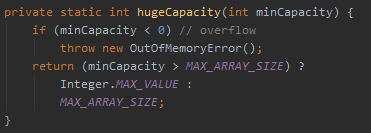 private static int hugeCapacity(int minCapacity) {
    if (minCapacity < 0) // overflow
        throw new OutOfMemoryError();
    return (minCapacity > MAX_ARRAY_SIZE) ?
        Integer.MAX_VALUE :
        MAX_ARRAY_SIZE;
}